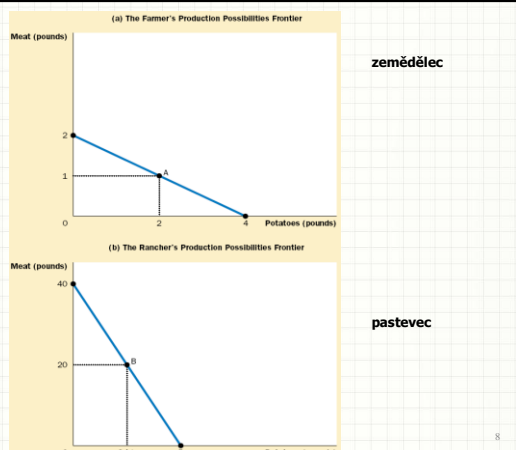 (a) The Farmer's Production Possibilities Frontier
Meat (pounds)
zemědělec
2
A
1
0
2
4
Potatoes (pounds)
(b) The Rancher's Production Possibilities Frontier
Meat (pounds)
40
pastevec
B
20
8